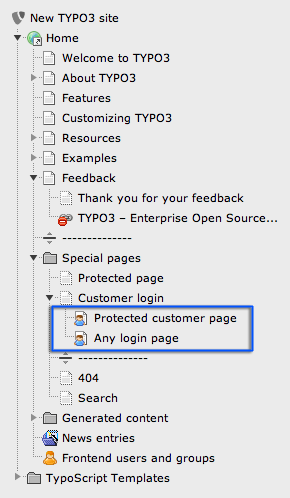 New TYPO3 site
Home
Welcome to TYPO3
About TYPO3
Features
Customizing TYPO3
Resources
Examples
Feedback
Thank you for your feedback
TYPO3 – Enterprise Open Source...
--------------
Special pages
Protected page
Customer login
Protected customer page
Any login page
--------------
404
Search
Generated content
News entries
Frontend users and groups
TypoScript Templates